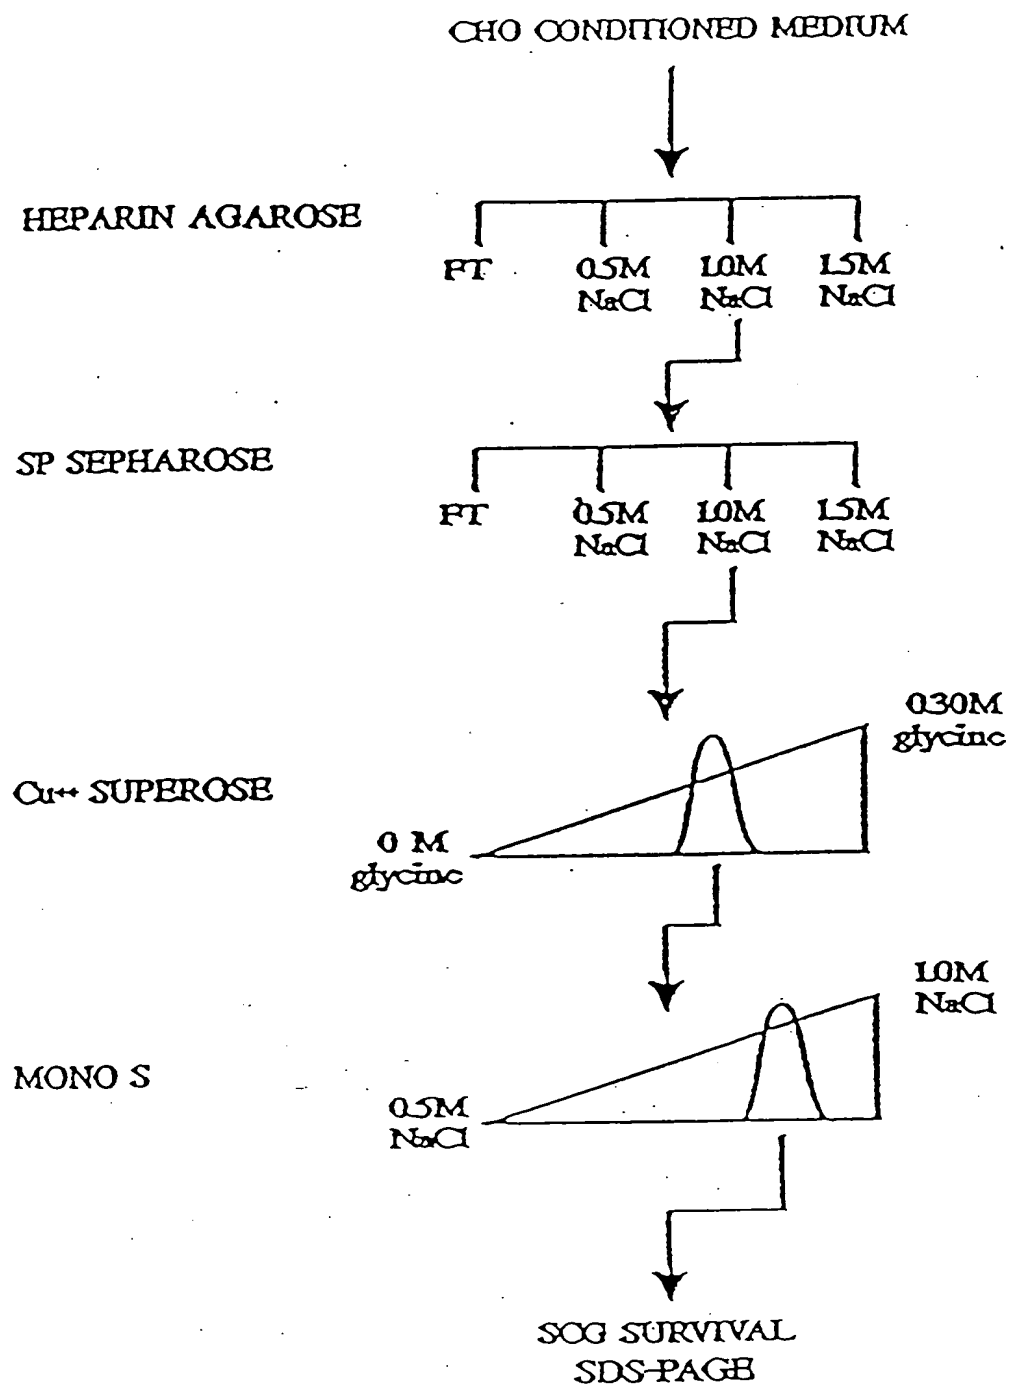 CHO CONDITIONED MEDIUM
HEPARIN AGAROSE
FT 0.5M NaCl 1.0M NaCl 1.5M NaCl
SP SEPHAROSE
FT 0.5M NaCl 1.0M NaCl 1.5M NaCl
0.30M
glycine
Cu++ SUPEROSE
0 M
glycine
1.0M
NaCl
MONO S
0.5M
NaCl
SCG SURVIVAL
SDS-PAGE